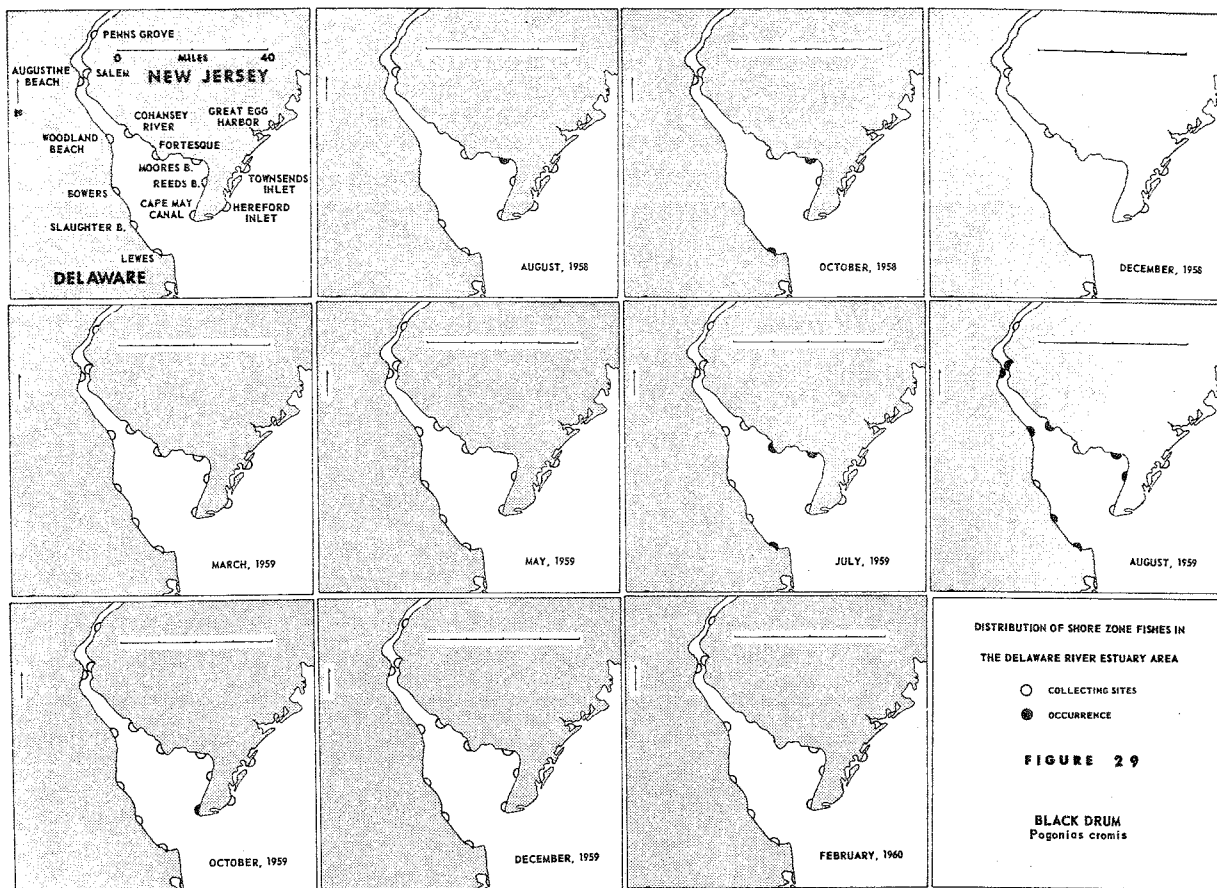 PENNS GROVE
0 MILES 40
AUGUSTINE
BEACH
SALEM
NEW JERSEY
N
COHANSEY
RIVER
GREAT EGG
HARBOR
WOODLAND
BEACH
FORTESQUE
MOORES B.
REEDS B.
TOWNSENDS
INLET
BOWERS
CAPE MAY
CANAL
HEREFORD
INLET
SLAUGHTER B.
LEWES
DELAWARE
AUGUST, 1958
OCTOBER, 1958
DECEMBER, 1958
MARCH, 1959
MAY, 1959
JULY, 1959
AUGUST, 1959
OCTOBER, 1959
DECEMBER, 1959
FEBRUARY, 1960
DISTRIBUTION OF SHORE ZONE FISHES IN
THE DELAWARE RIVER ESTUARY AREA
COLLECTING SITES
OCCURRENCE
FIGURE 29
BLACK DRUM
Pogonias cromis